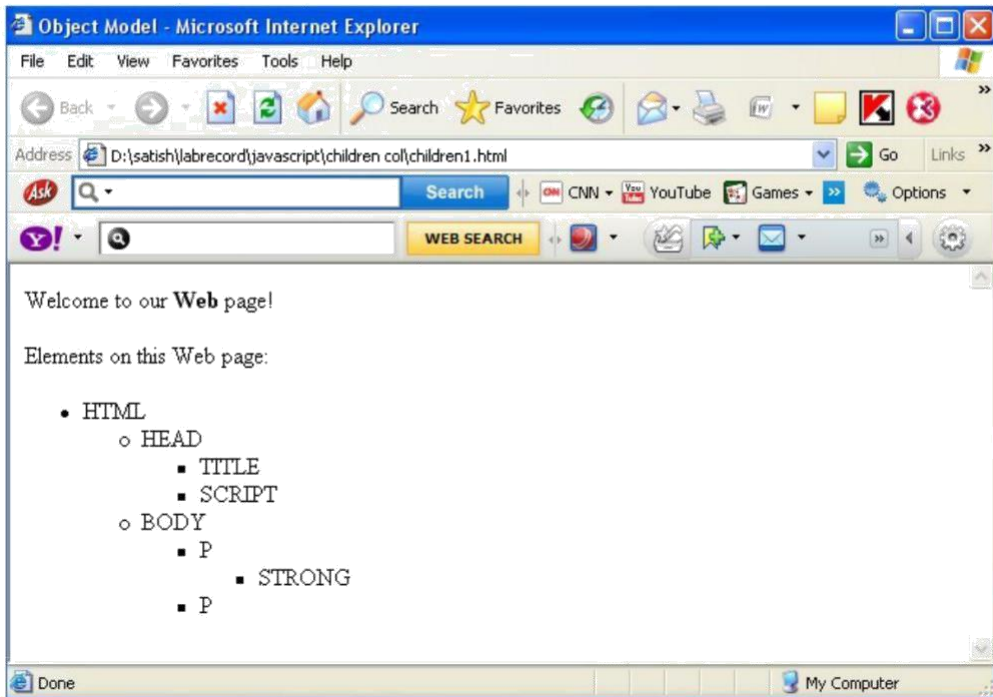 Object Model - Microsoft Internet Explorer
File Edit View Favorites Tools Help
Back Search Favorites »
Address D:\satish\labrecord\javascript\children col\children1.html Go Links »
Ask Search CNN YouTube Games » Options
Y! WEB SEARCH »
Welcome to our Web page!
Elements on this Web page:
HTML
HEAD
TITLE
SCRIPT
BODY
P
STRONG
P
Done My Computer